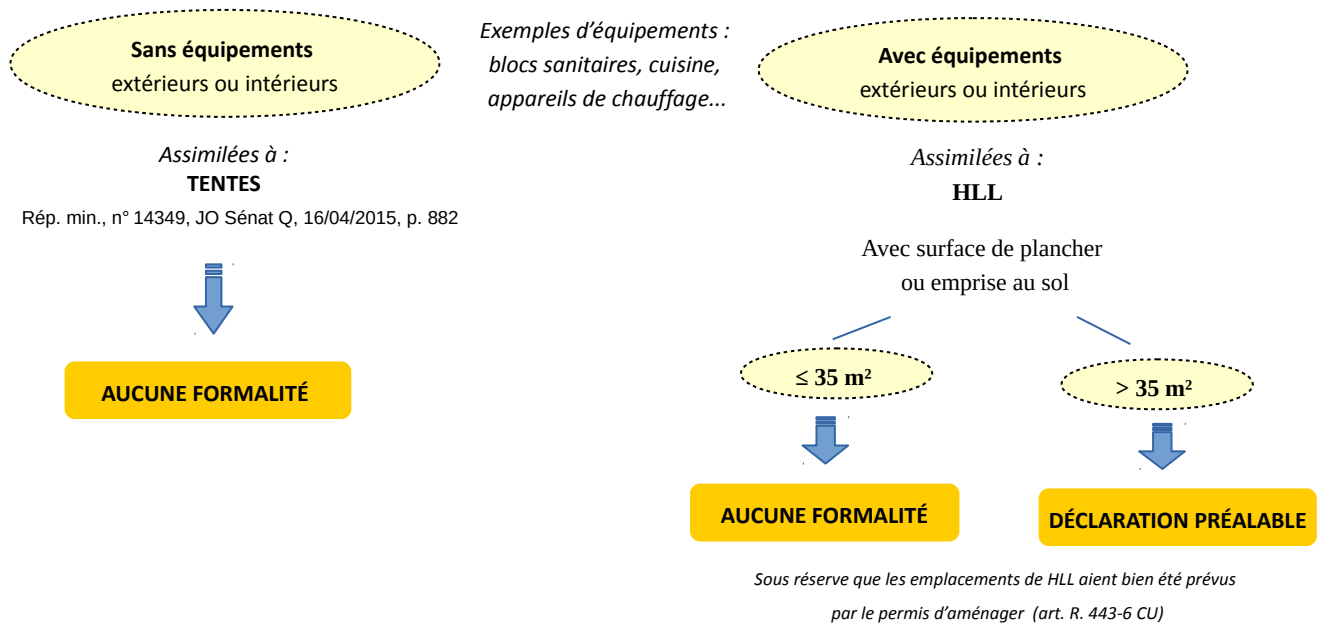 Sans équipements
extérieurs ou intérieurs
Exemples d’équipements :
blocs sanitaires, cuisine,
appareils de chauffage...
Avec équipements
extérieurs ou intérieurs
Assimilées à :
TENTES
Rép. min., n° 14349, JO Sénat Q, 16/04/2015, p. 882
AUCUNE FORMALITÉ
Assimilées à :
HLL
Avec surface de plancher
ou emprise au sol
≤ 35 m²
> 35 m²
AUCUNE FORMALITÉ
DÉCLARATION PRÉALABLE
Sous réserve que les emplacements de HLL aient bien été prévus
par le permis d’aménager (art. R. 443-6 CU)